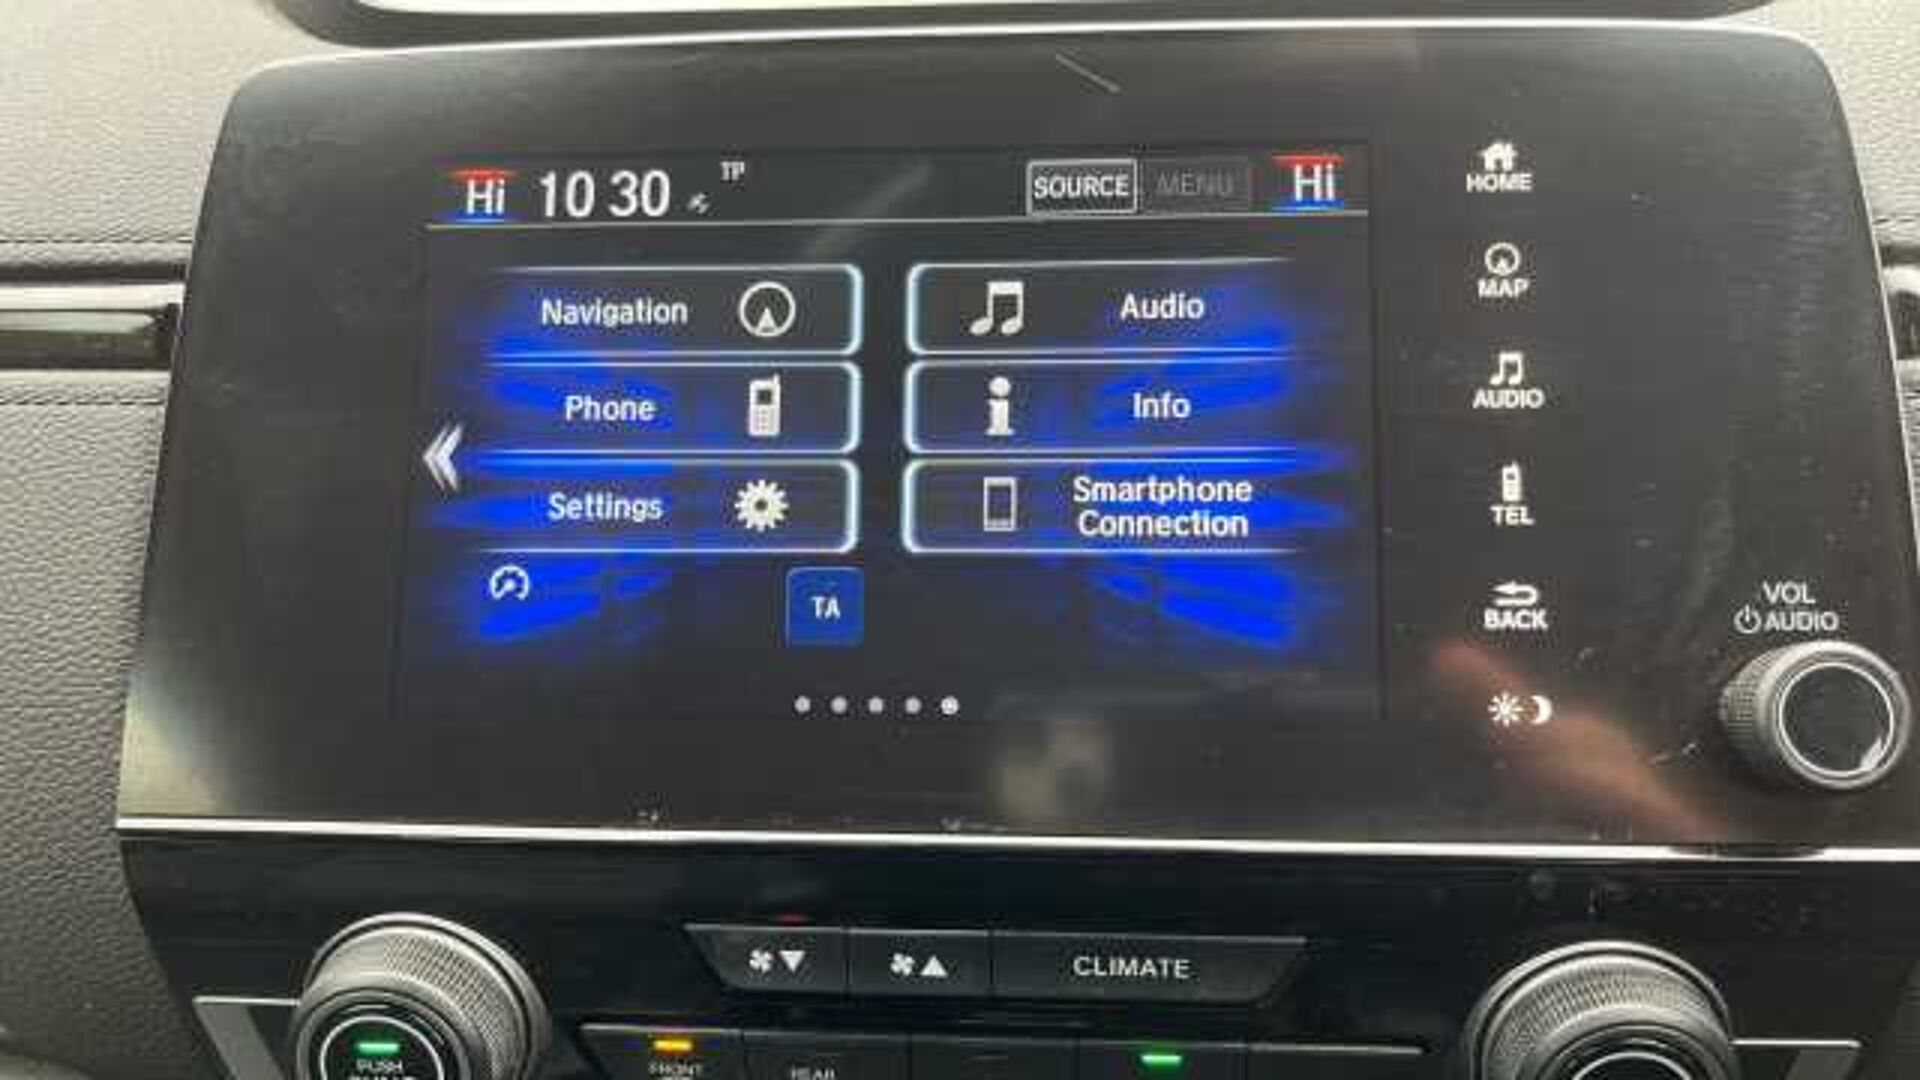 Hi 10 30 TP SOURCE MENU Hi
Navigation
Audio
Phone
Info
Settings
Smartphone
Connection
TA
HOME
MAP
AUDIO
TEL
BACK
VOL
AUDIO
CLIMATE
PUSH
FRONT
REAR